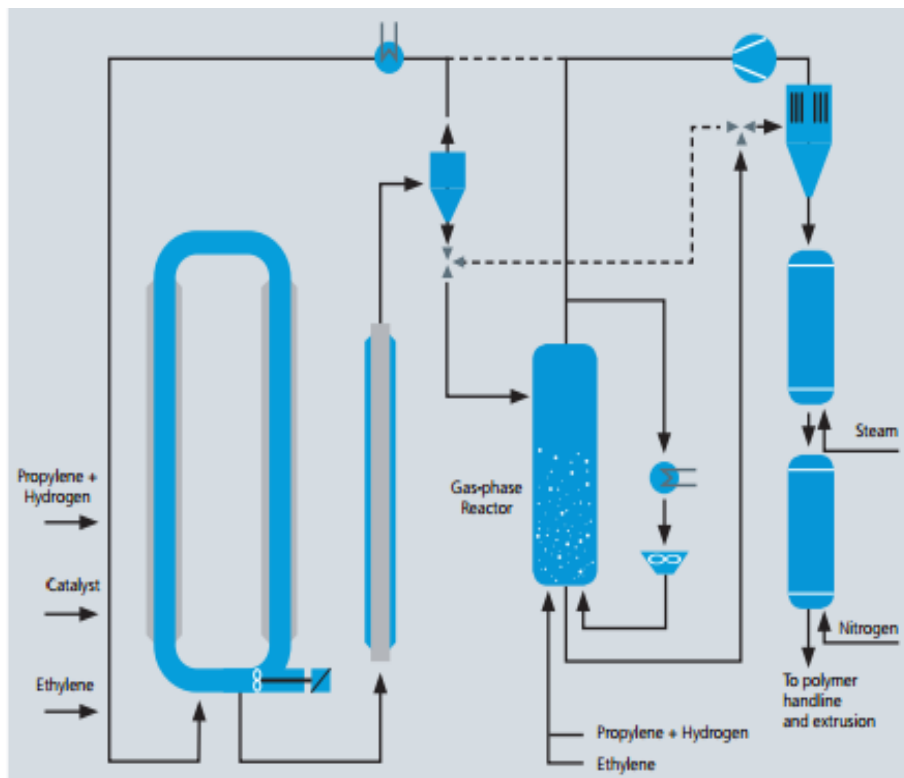 Propylene +
Hydrogen
Catalyst
Ethylene
Gas-phase
Reactor
Steam
Nitrogen
To polymer
handline
and extrusion
Propylene + Hydrogen
Ethylene